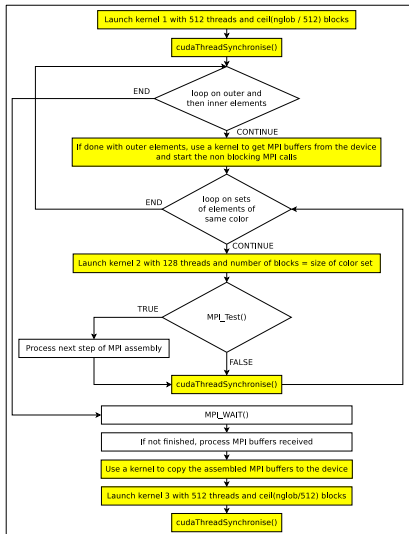 Launch kernel 1 with 512 threads and ceil(nglob / 512) blocks
cudaThreadSynchronise()
END
loop on outer and
then inner elements
CONTINUE
If done with outer elements, use a kernel to get MPI buffers from the device
and start the non blocking MPI calls
END
loop on sets
of elements of
same color
CONTINUE
Launch kernel 2 with 128 threads and number of blocks = size of color set
TRUE
MPI_Test()
Process next step of MPI assembly
FALSE
cudaThreadSynchronise()
MPI_WAIT()
If not finished, process MPI buffers received
Use a kernel to copy the assembled MPI buffers to the device
Launch kernel 3 with 512 threads and ceil(nglob/512) blocks
cudaThreadSynchronise()